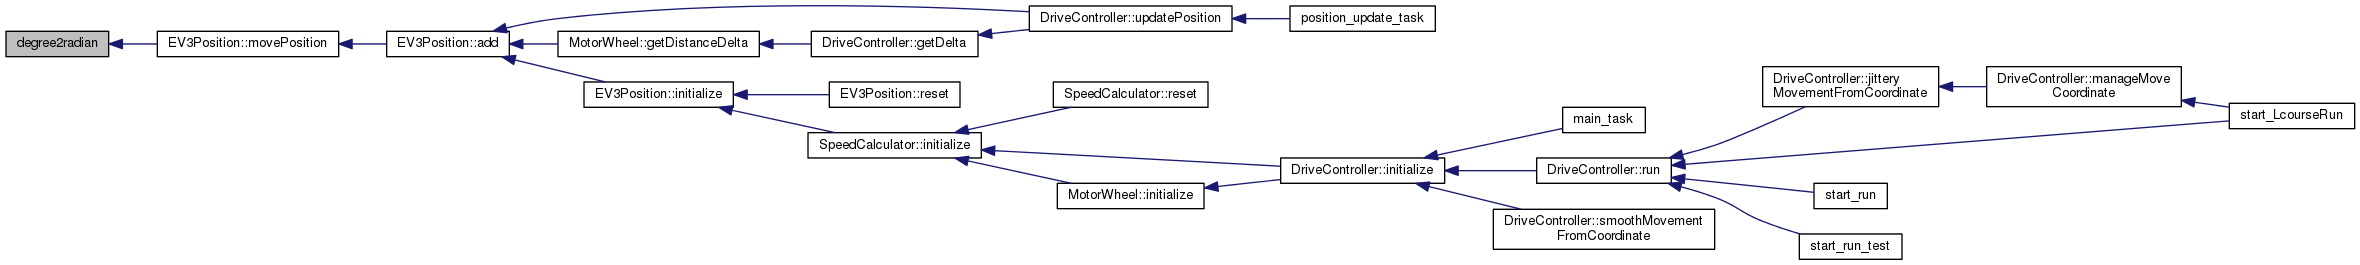 degree2radian
EV3Position::movePosition
EV3Position::add
DriveController::updatePosition
position_update_task
MotorWheel::getDistanceDelta
DriveController::getDelta
EV3Position::initialize
EV3Position::reset
SpeedCalculator::initialize
SpeedCalculator::reset
MotorWheel::initialize
DriveController::initialize
main_task
DriveController::run
DriveController::smoothMovement
FromCoordinate
DriveController::jittery
MovementFromCoordinate
DriveController::manageMove
Coordinate
start_LcourseRun
start_run
start_run_test